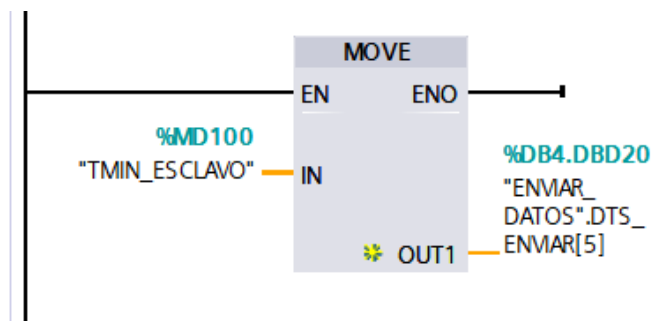 MOVE
EN ENO
%MD100
"TMIN_ESCLAVO" IN
%DB4.DBD20
"ENVIAR_
DATOS".DTS_
ENVIAR[5]
OUT1